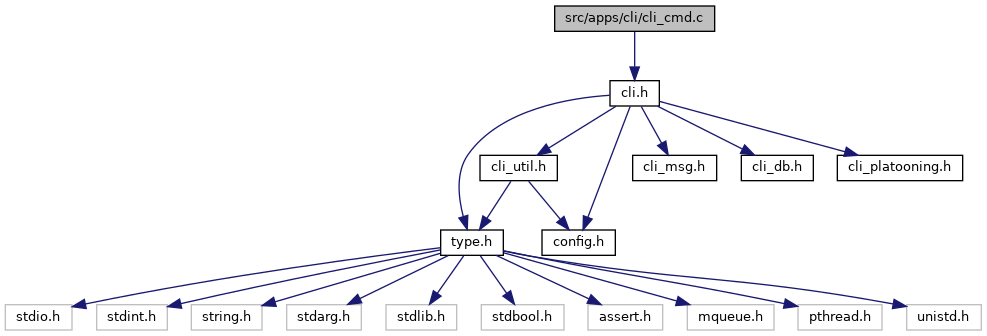 src/apps/cli/cli_cmd.c
cli.h
cli_util.h
cli_msg.h
cli_db.h
cli_platooning.h
type.h
config.h
stdio.h
stdint.h
string.h
stdarg.h
stdlib.h
stdbool.h
assert.h
mqueue.h
pthread.h
unistd.h